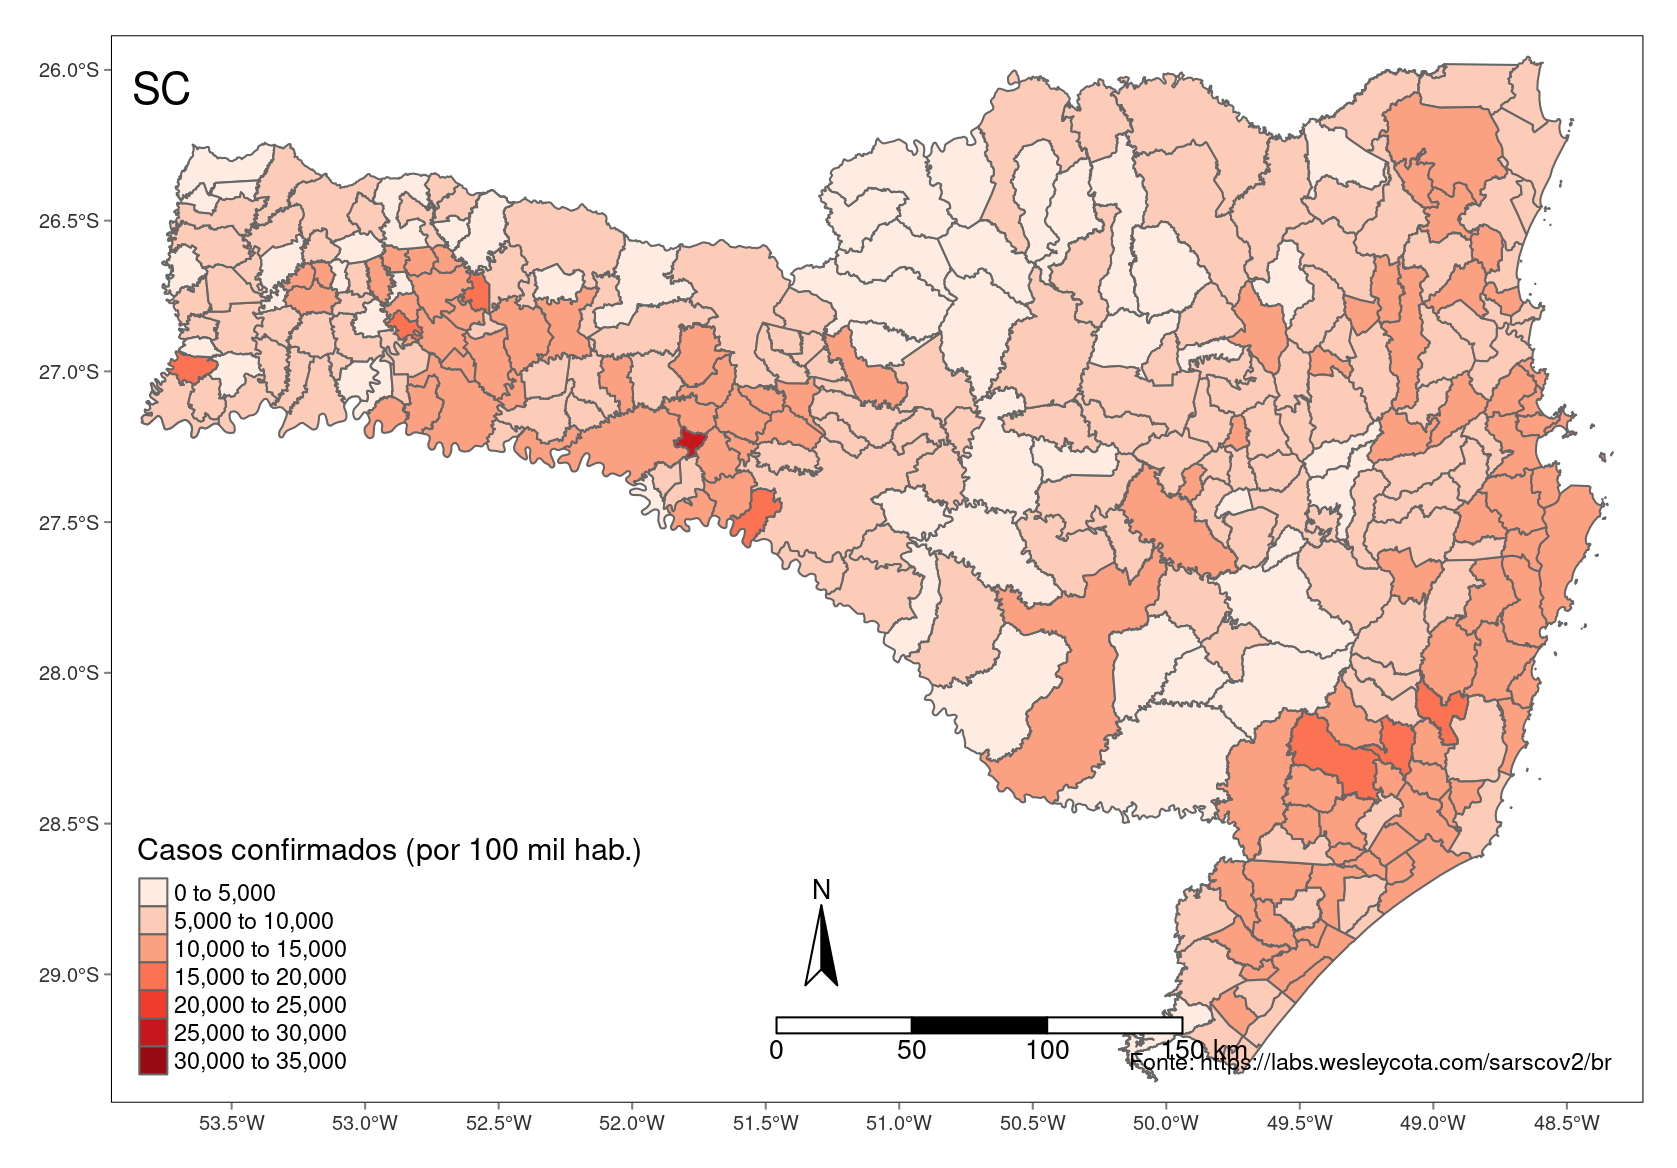 SC
26.0°S
26.5°S
27.0°S
27.5°S
28.0°S
28.5°S
29.0°S
Casos confirmados (por 100 mil hab.)
0 to 5,000
5,000 to 10,000
10,000 to 15,000
15,000 to 20,000
20,000 to 25,000
25,000 to 30,000
30,000 to 35,000
N
0 50 100 150 km
Fonte: https://labs.wesleycota.com/sarscov2/br
53.5°W 53.0°W 52.5°W 52.0°W 51.5°W 51.0°W 50.5°W 50.0°W 49.5°W 49.0°W 48.5°W